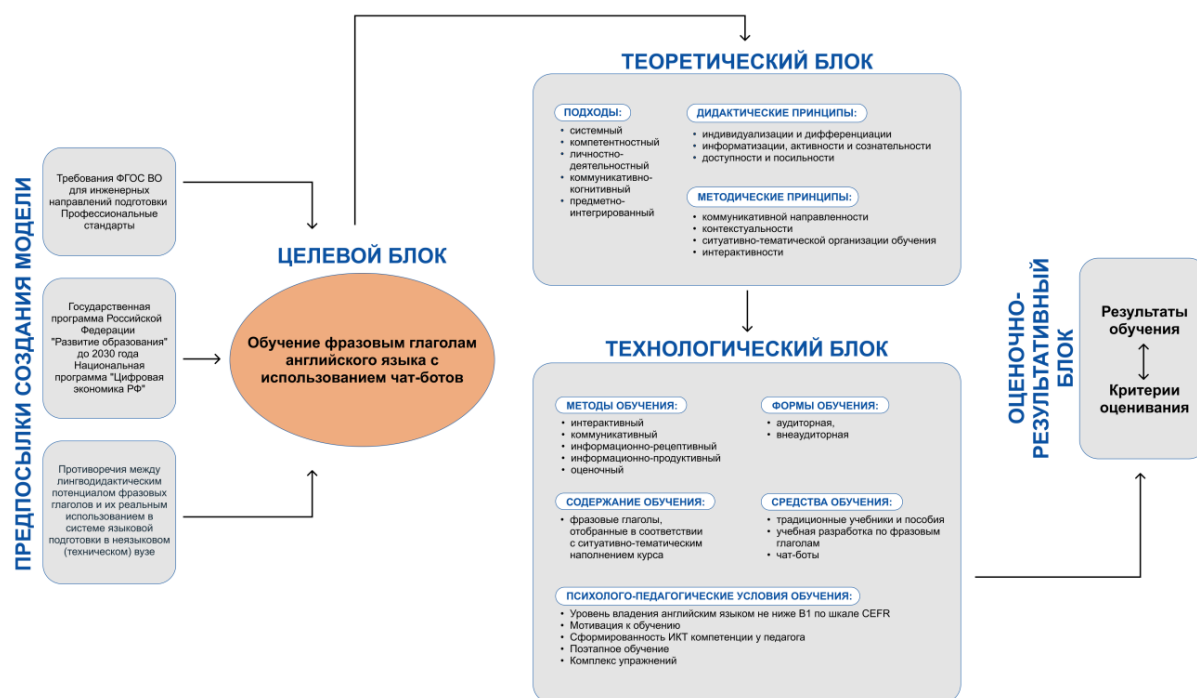 ПРЕДПОСЫЛКИ СОЗДАНИЯ МОДЕЛИ
Требования ФГОС ВО
для инженерных
направлений подготовки
Профессиональные
стандарты
Государственная
программа Российской
Федерации
"Развитие образования"
до 2030 года
Национальная
программа "Цифровая
экономика РФ"
Противоречия между
лингводидактическим
потенциалом фразовых
глаголов и их реальным
использованием в
системе языковой
подготовки в неязыковом
(техническом) вузе
ЦЕЛЕВОЙ БЛОК
Обучение фразовым глаголам
английского языка с
использованием чат-ботов
ТЕОРЕТИЧЕСКИЙ БЛОК
ПОДХОДЫ:
• системный
• компетентностный
• личностно-
деятельностный
• коммуникативно-
когнитивный
• предметно-
интегрированный
ДИДАКТИЧЕСКИЕ ПРИНЦИПЫ:
• индивидуализации и дифференциации
• информатизации, активности и сознательности
• доступности и посильности
МЕТОДИЧЕСКИЕ ПРИНЦИПЫ:
• коммуникативной направленности
• контекстуальности
• ситуативно-тематической организации обучения
• интерактивности
ТЕХНОЛОГИЧЕСКИЙ БЛОК
МЕТОДЫ ОБУЧЕНИЯ:
• интерактивный
• коммуникативный
• информационно-рецептивный
• информационно-продуктивный
• оценочный
ФОРМЫ ОБУЧЕНИЯ:
• аудиторная,
• внеаудиторная
СОДЕРЖАНИЕ ОБУЧЕНИЯ:
• фразовые глаголы,
отобранные в соответствии
с ситуативно-тематическим
наполнением курса
СРЕДСТВА ОБУЧЕНИЯ:
• традиционные учебники и пособия
• учебная разработка по фразовым
глаголам
• чат-боты
ПСИХОЛОГО-ПЕДАГОГИЧЕСКИЕ УСЛОВИЯ ОБУЧЕНИЯ:
• Уровень владения английским языком не ниже B1 по шкале CEFR
• Мотивация к обучению
• Сформированность ИКТ компетенции у педагога
• Поэтапное обучение
• Комплекс упражнений
ОЦЕНОЧНО-
РЕЗУЛЬТАТИВНЫЙ
БЛОК
Результаты
обучения
Критерии
оценивания